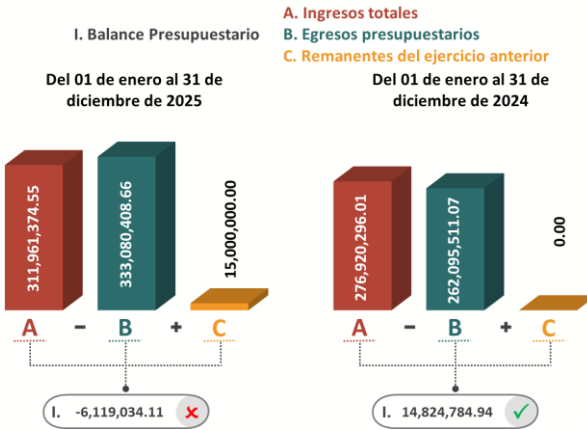 A. Ingresos totales
I. Balance Presupuestario
B. Egresos presupuestarios
C. Remanentes del ejercicio anterior
Del 01 de enero al 31 de
diciembre de 2025
311,961,374.55
333,080,408.66
15,000,000.00
A – B + C
I. -6,119,034.11 ✘
Del 01 de enero al 31 de
diciembre de 2024
276,920,296.01
262,095,511.07
0.00
A – B + C
I. 14,824,784.94 ✓